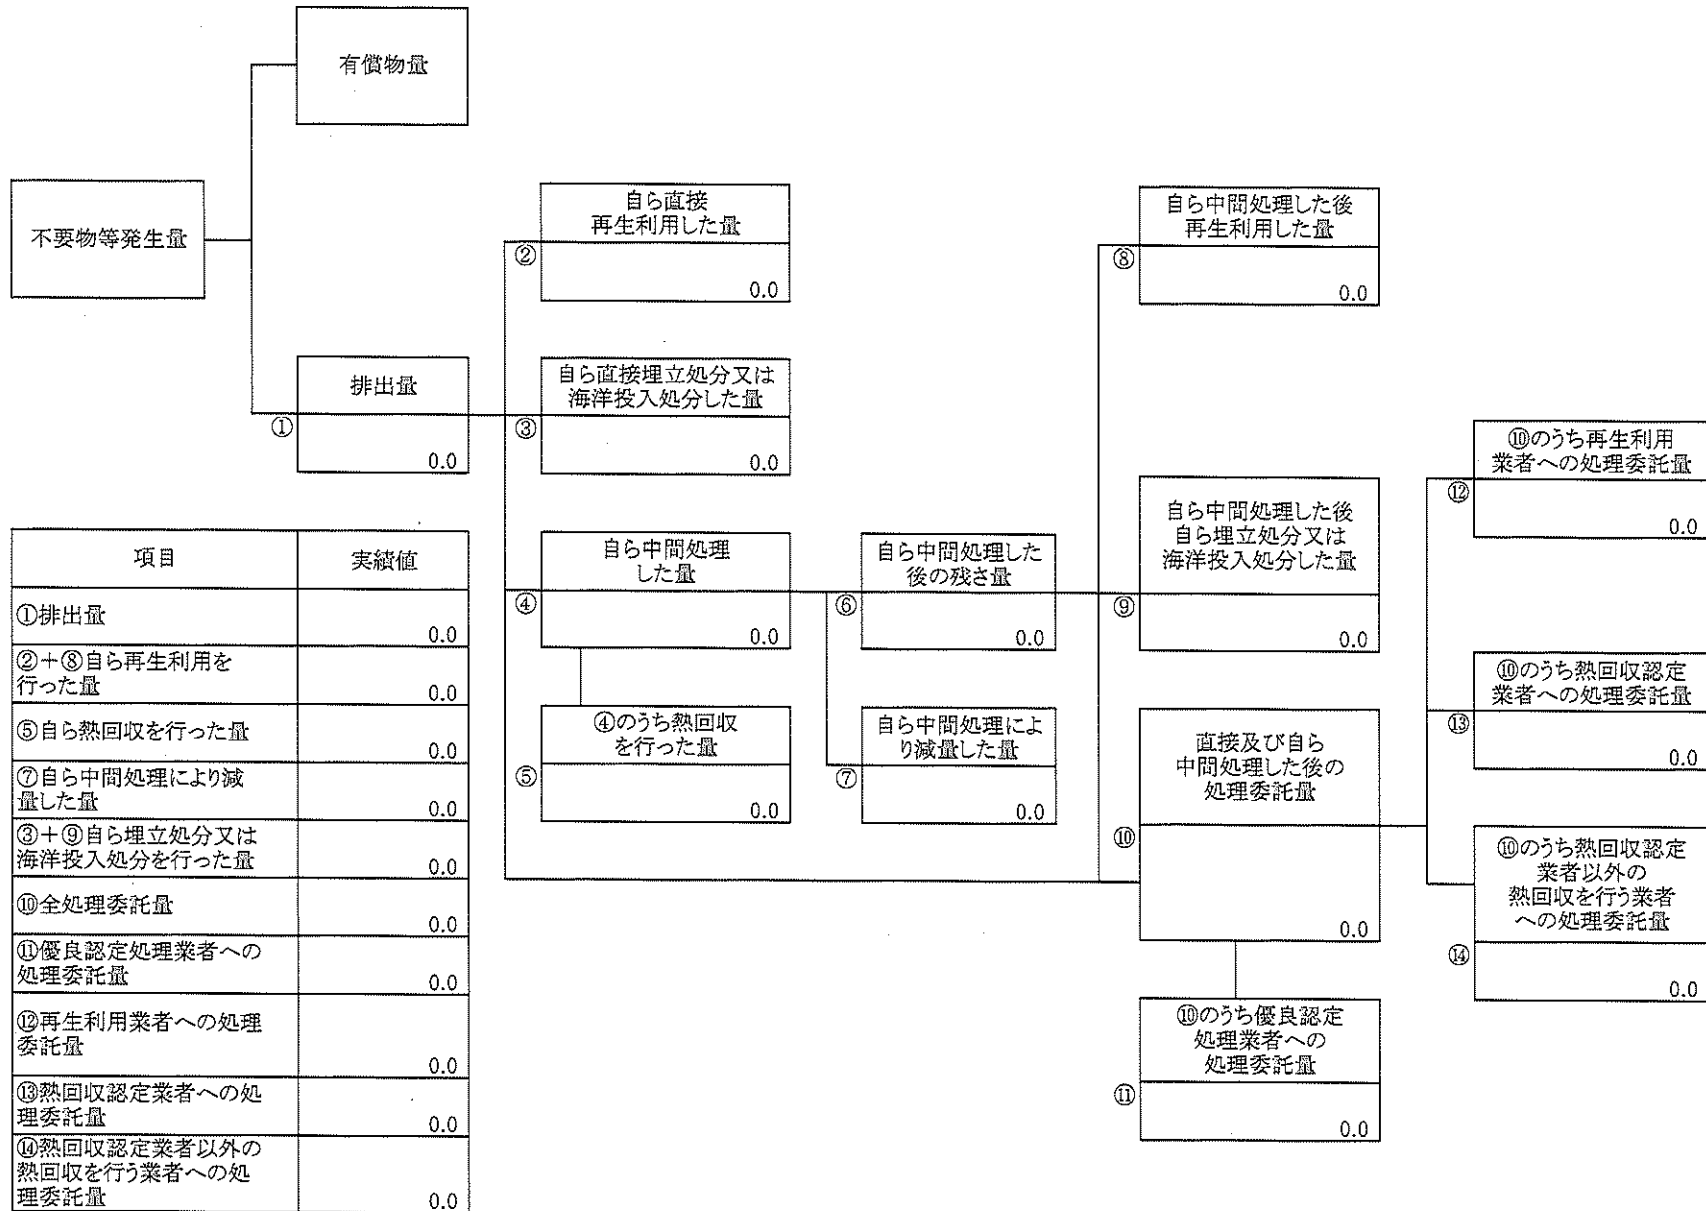 有償物量
不要物等発生量
排出量
①
0.0
自ら直接
再生利用した量
②
0.0
自ら直接埋立処分又は
海洋投入処分した量
③
0.0
自ら中間処理
した量
④
0.0
④のうち熱回収
を行った量
⑤
0.0
自ら中間処理した
後の残さ量
⑥
0.0
自ら中間処理によ
り減量した量
⑦
0.0
自ら中間処理した後
再生利用した量
⑧
0.0
自ら中間処理した後
自ら埋立処分又は
海洋投入処分した量
⑨
0.0
直接及び自ら
中間処理した後の
処理委託量
⑩
0.0
⑩のうち優良認定
処理業者への
処理委託量
⑪
0.0
⑩のうち再生利用
業者への処理委託量
⑫
0.0
⑩のうち熱回収認定
業者への処理委託量
⑬
0.0
⑩のうち熱回収認定
業者以外の
熱回収を行う業者
への処理委託量
⑭
0.0
項目 実績値
①排出量
0.0
②+⑧自ら再生利用を
行った量
0.0
⑤自ら熱回収を行った量
0.0
⑦自ら中間処理により減
量した量
0.0
③+⑨自ら埋立処分又は
海洋投入処分を行った量
0.0
⑩全処理委託量
0.0
⑪優良認定処理業者への
処理委託量
0.0
⑫再生利用業者への処理
委託量
0.0
⑬熱回収認定業者への処
理委託量
0.0
⑭熱回収認定業者以外の
熱回収を行う業者への処
理委託量
0.0